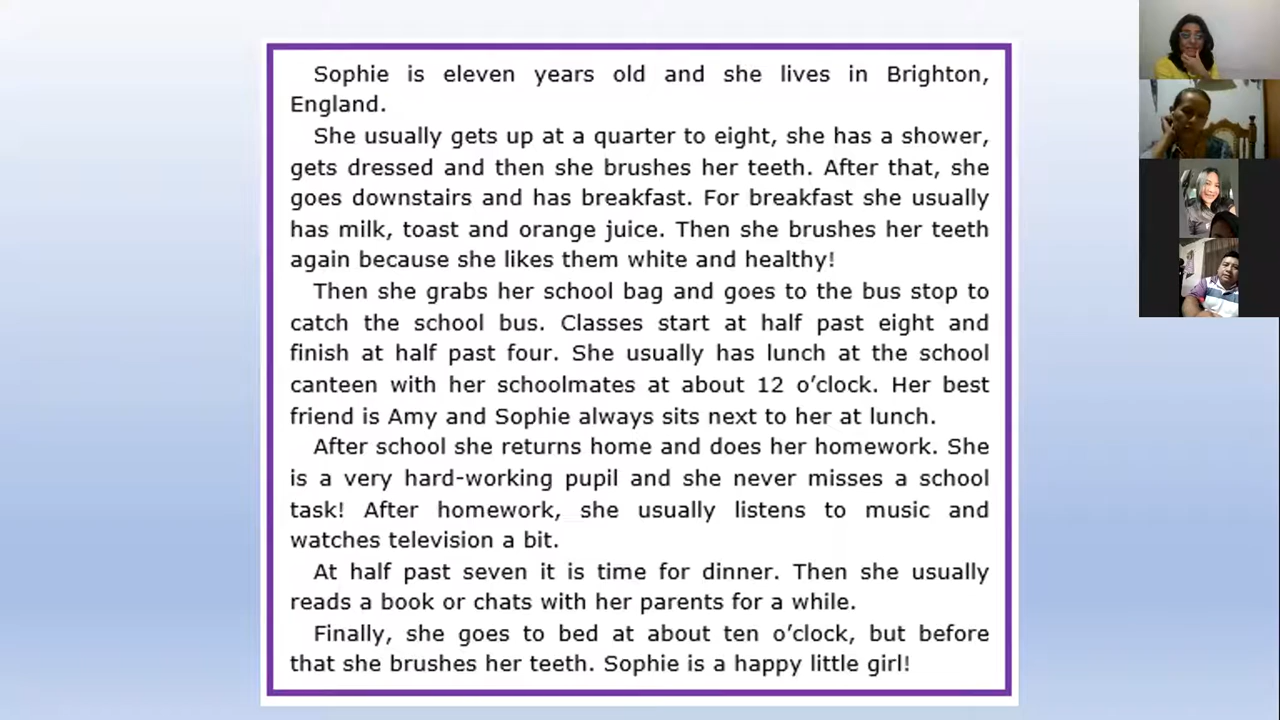 Sophie is eleven years old and she lives in Brighton,
England.
She usually gets up at a quarter to eight, she has a shower,
gets dressed and then she brushes her teeth. After that, she
goes downstairs and has breakfast. For breakfast she usually
has milk, toast and orange juice. Then she brushes her teeth
again because she likes them white and healthy!
Then she grabs her school bag and goes to the bus stop to
catch the school bus. Classes start at half past eight and
finish at half past four. She usually has lunch at the school
canteen with her schoolmates at about 12 o’clock. Her best
friend is Amy and Sophie always sits next to her at lunch.
After school she returns home and does her homework. She
is a very hard-working pupil and she never misses a school
task! After homework, she usually listens to music and
watches television a bit.
At half past seven it is time for dinner. Then she usually
reads a book or chats with her parents for a while.
Finally, she goes to bed at about ten o’clock, but before
that she brushes her teeth. Sophie is a happy little girl!